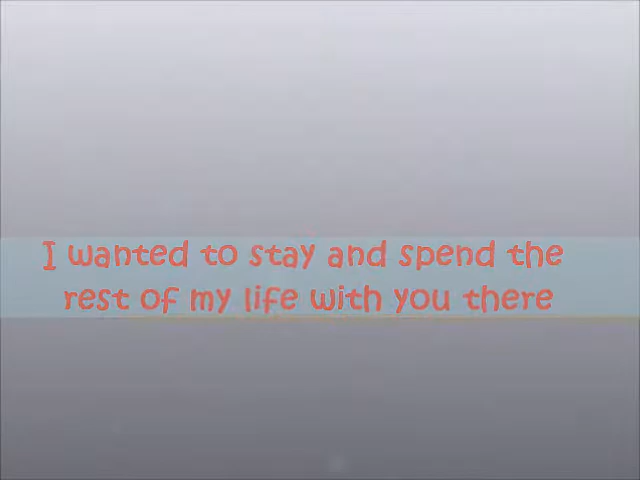 I wanted to stay and spend the
rest of my life with you there